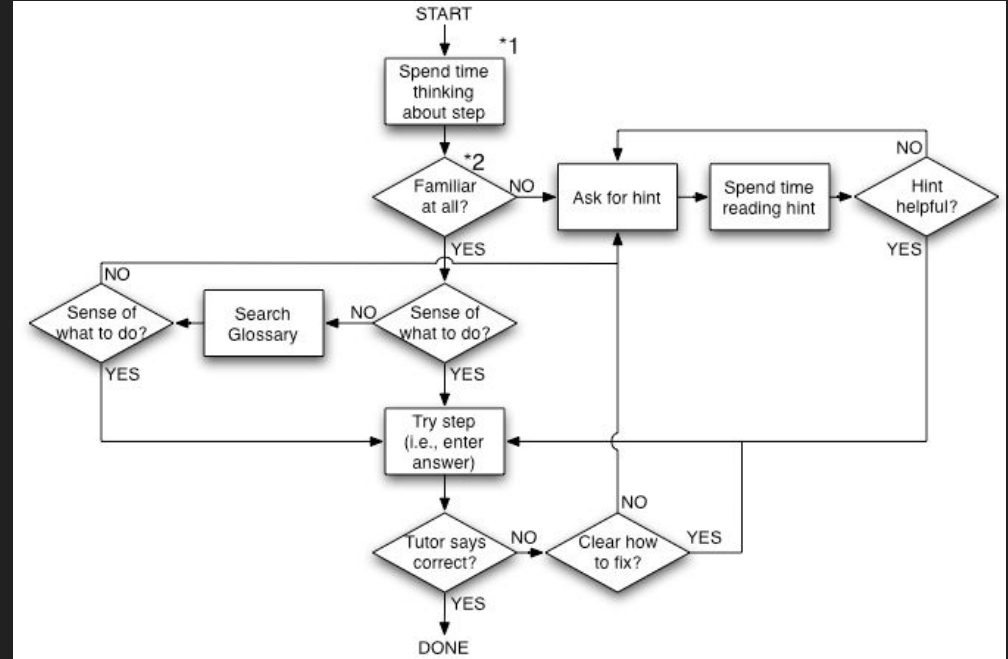 START
*1
Spend time
thinking
about step
*2
Familiar
at all?
NO
Ask for hint
Spend time
reading hint
NO
Hint
helpful?
YES
YES
NO
Sense of
what to do?
YES
Search
Glossary
NO
Sense of
what to do?
YES
Try step
(i.e., enter
answer)
Tutor says
correct?
NO
NO
Clear how
to fix?
YES
YES
DONE